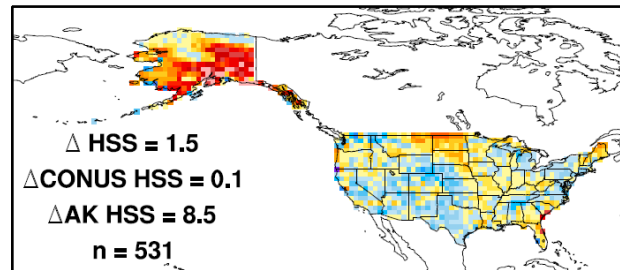 Δ HSS = 1.5
ΔCONUS HSS = 0.1
ΔAK HSS = 8.5
n = 531